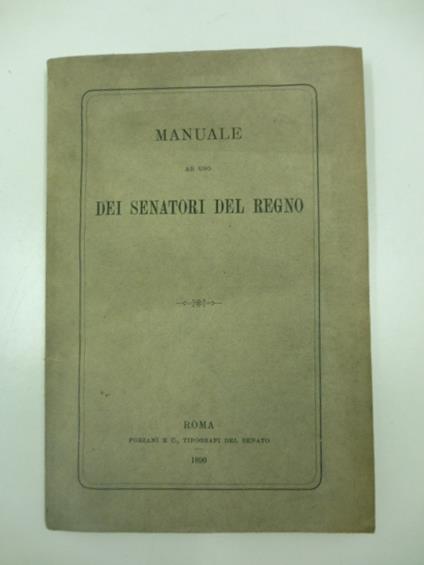 MANUALE
AD USO
DEI SENATORI DEL REGNO
ROMA
FORZANI E C., TIPOGRAFI DEL SENATO
1890